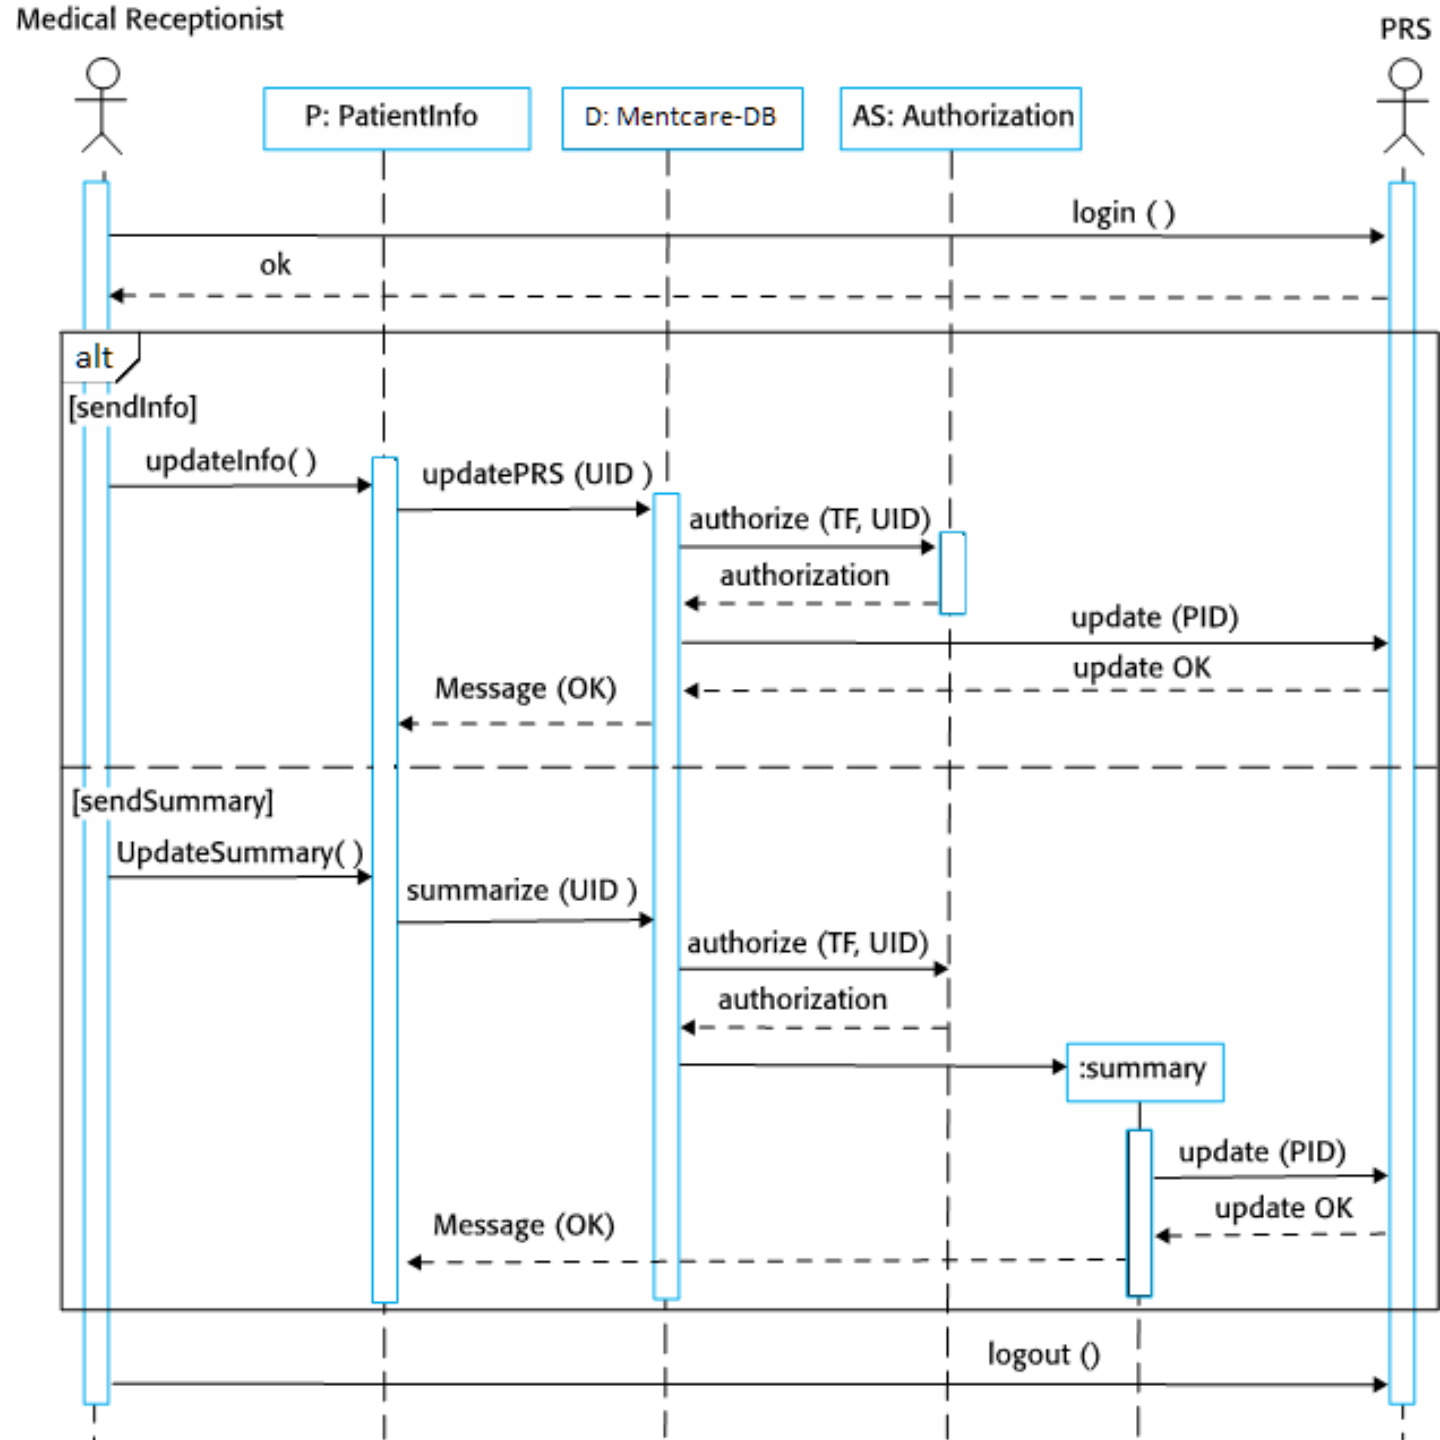 Medical Receptionist
PRS
P: PatientInfo
D: Mentcare-DB
AS: Authorization
login ( )
ok
alt
[sendInfo]
updateInfo( )
updatePRS (UID )
authorize (TF, UID)
authorization
update (PID)
update OK
Message (OK)
[sendSummary]
UpdateSummary( )
summarize (UID )
authorize (TF, UID)
authorization
:summary
update (PID)
update OK
Message (OK)
logout ()